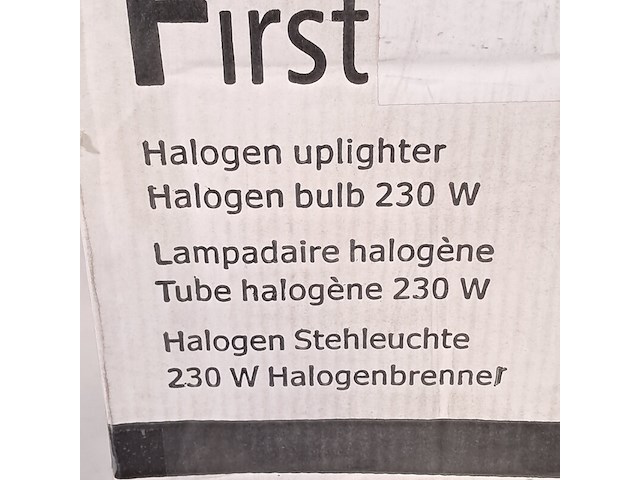 First
Halogen uplighter
Halogen bulb 230 W
Lampadaire halogène
Tube halogène 230 W
Halogen Stehleuchte
230 W Halogenbrenner